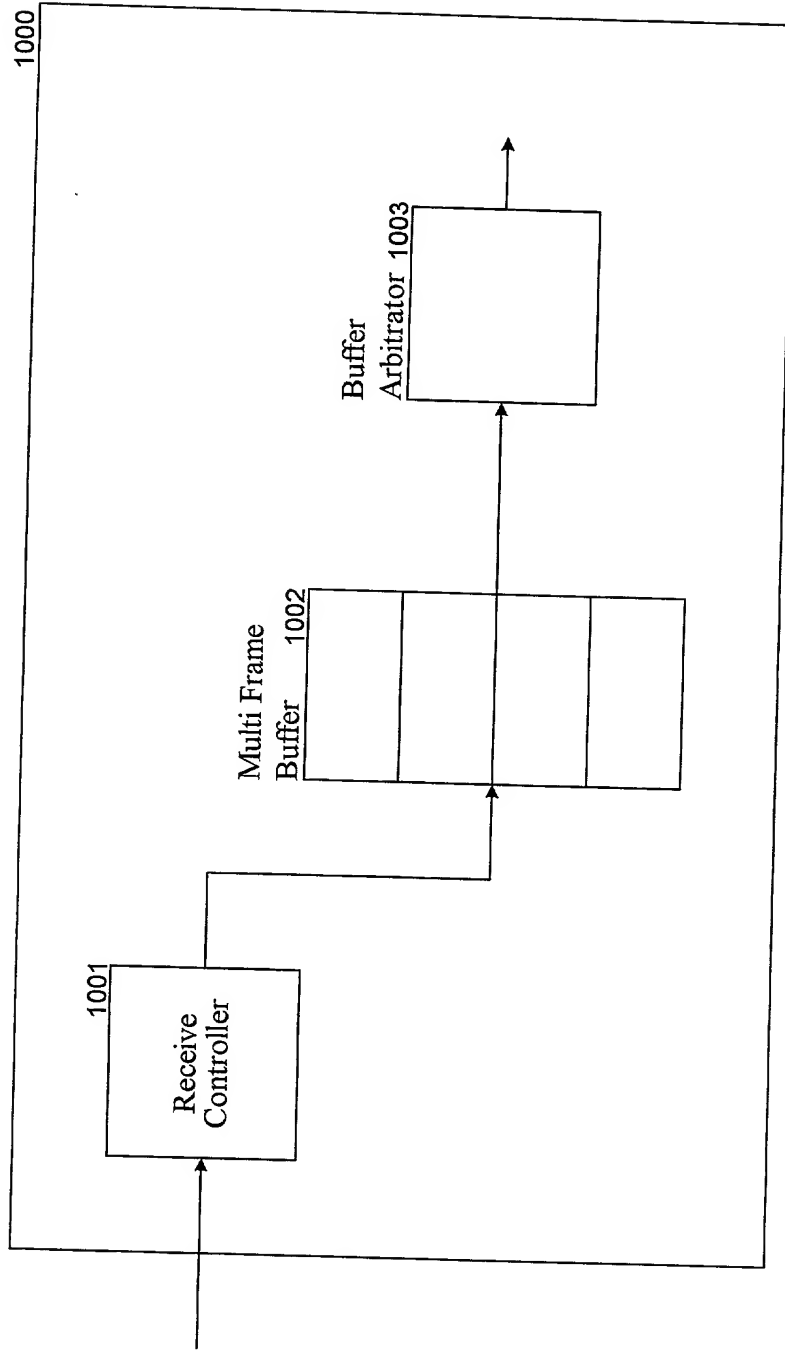 1000
1001
Receive
Controller
Multi Frame
Buffer 1002
Buffer
Arbitrator 1003